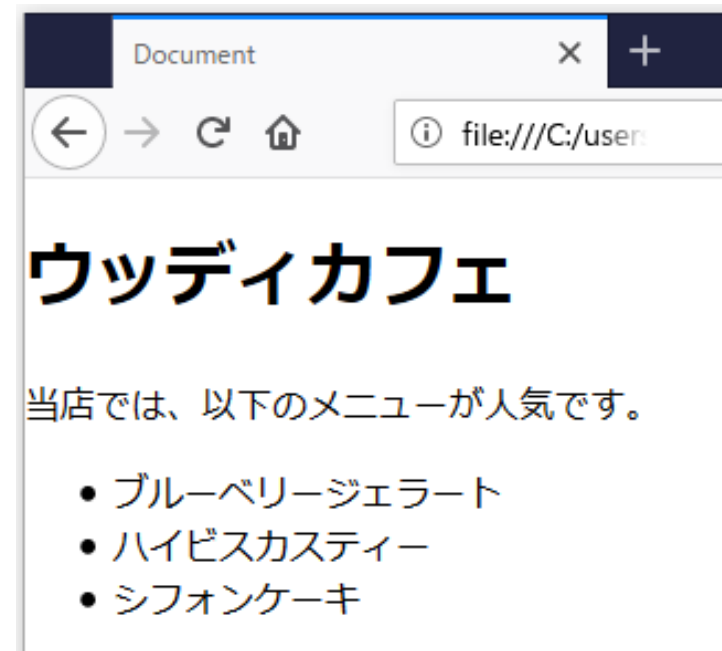 Document
file:///C:/user
ウッディカフェ
当店では、以下のメニューが人気です。
ブルーベリージェラート
ハイビスカスティー
シフォンケーキ